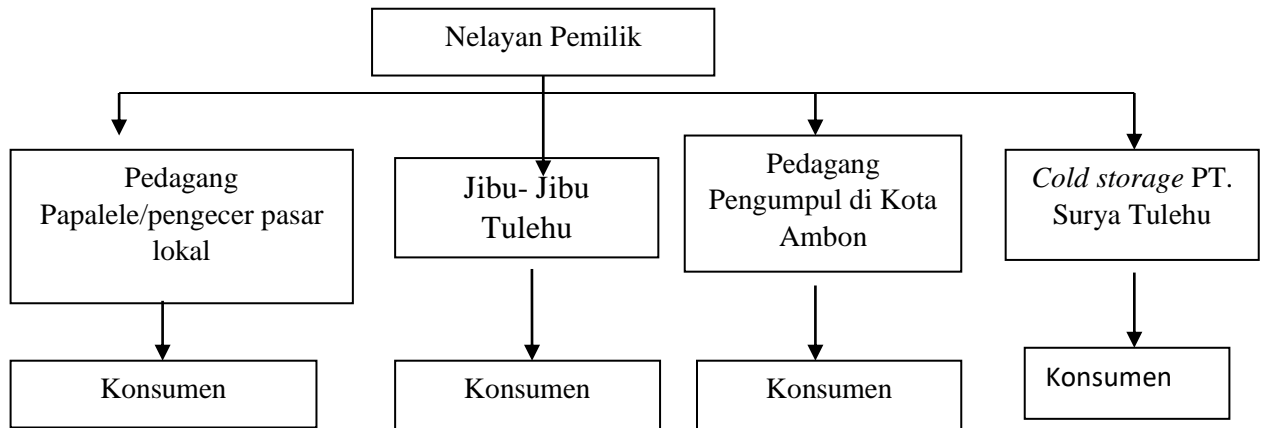 Nelayan Pemilik
Pedagang
Papalele/pengecer pasar
lokal
Jibu- Jibu
Tulehu
Pedagang
Pengumpul di Kota
Ambon
Cold storage PT.
Surya Tulehu
Konsumen
Konsumen
Konsumen
Konsumen